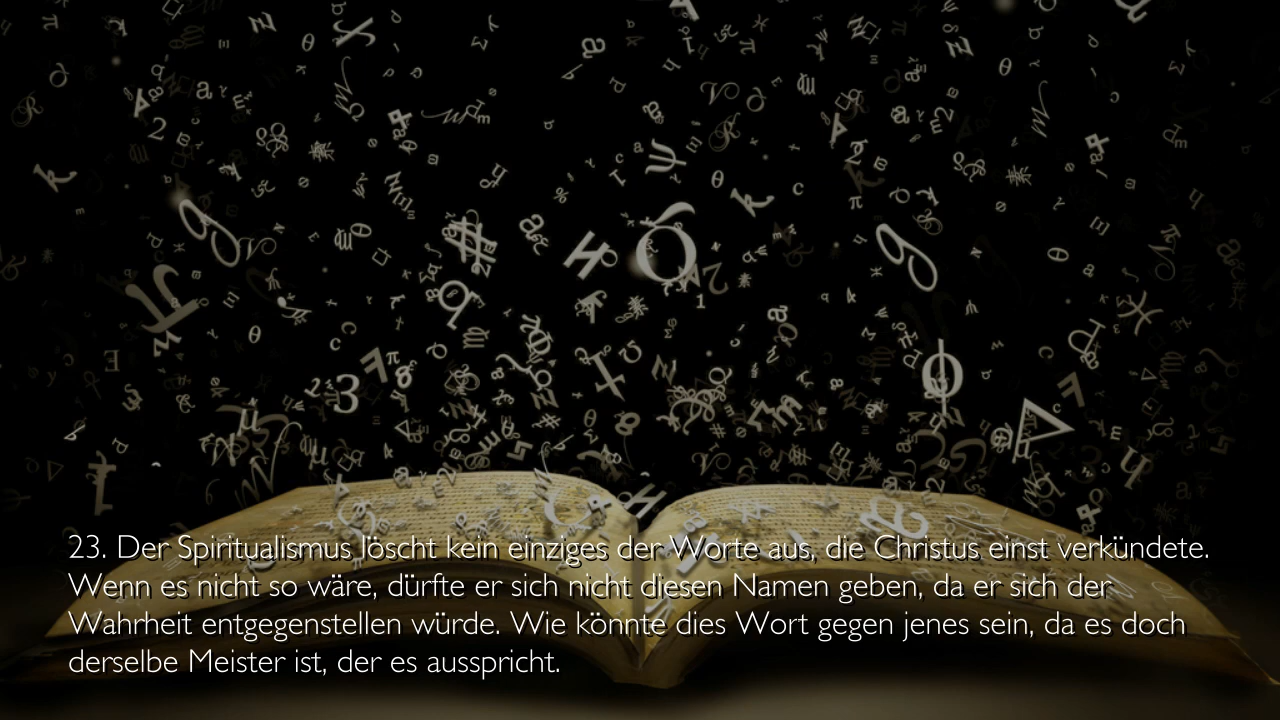 23. Der Spiritualismus löscht kein einziges der Worte aus, die Christus einst verkündete.
Wenn es nicht so wäre, dürfte er sich nicht diesen Namen geben, da er sich der
Wahrheit entgegenstellen würde. Wie könnte dies Wort gegen jenes sein, da es doch
derselbe Meister ist, der es ausspricht.